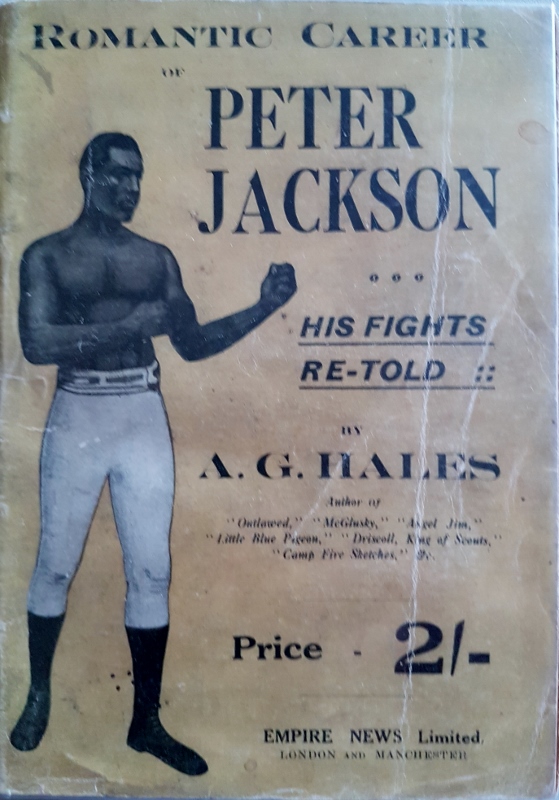 ROMANTIC CAREER
OF
PETER
JACKSON
HIS FIGHTS
RE-TOLD ::
BY
A. G. HALES
Author of
"Outlawed," "McGlusky," "Angel Jim,"
"Little Blue Pigeon," "Driscoll, King of Scouts,"
"Camp Fire Sketches," &c.
Price - 2/-
EMPIRE NEWS Limited.
LONDON AND MANCHESTER